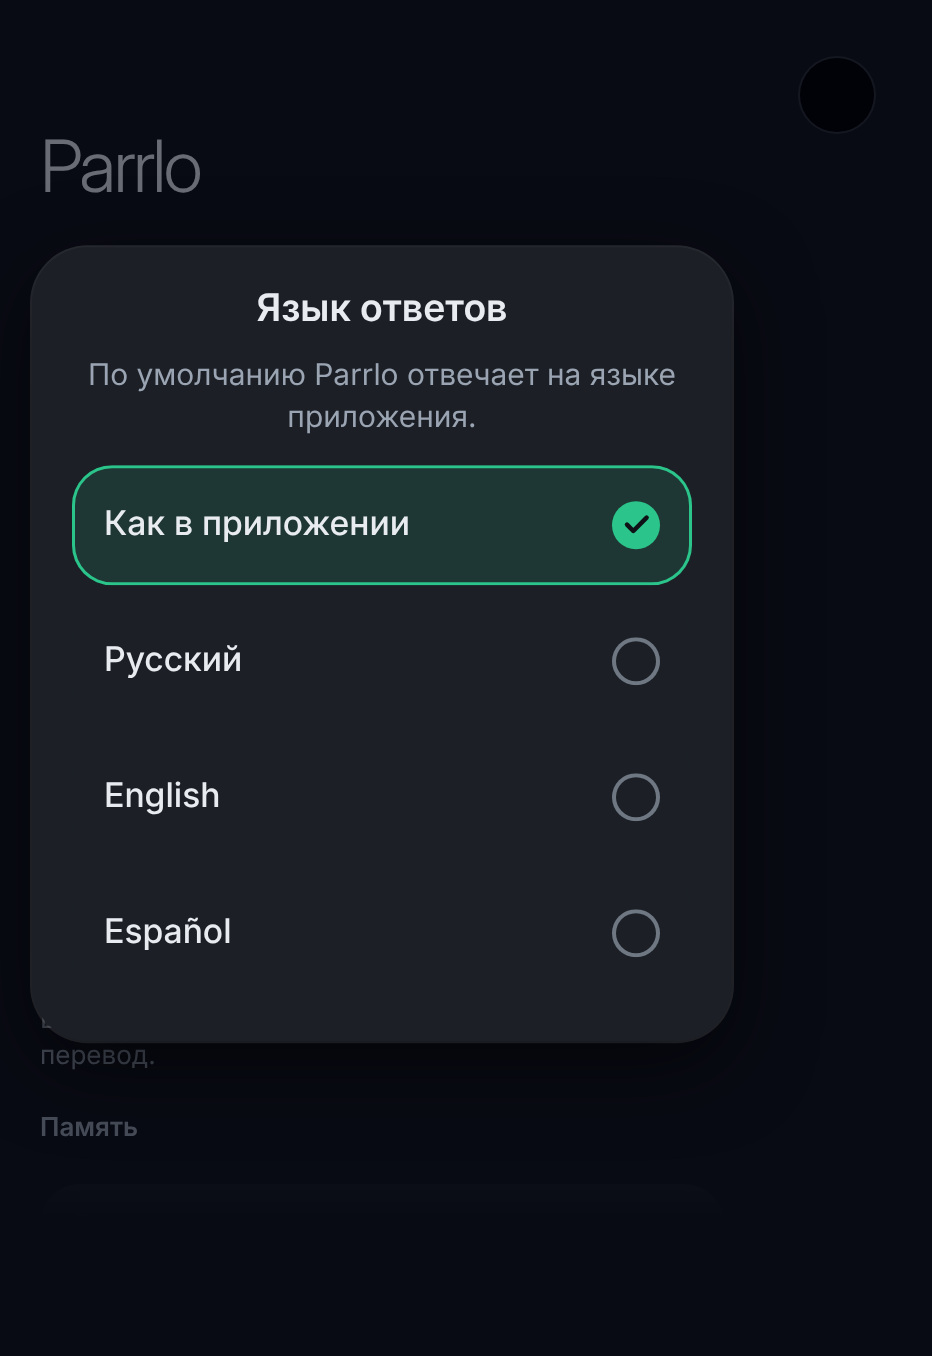 Parrlo
Язык ответов
По умолчанию Parrlo отвечает на языке
приложения.
Как в приложении
Русский
English
Español
перевод.
Память